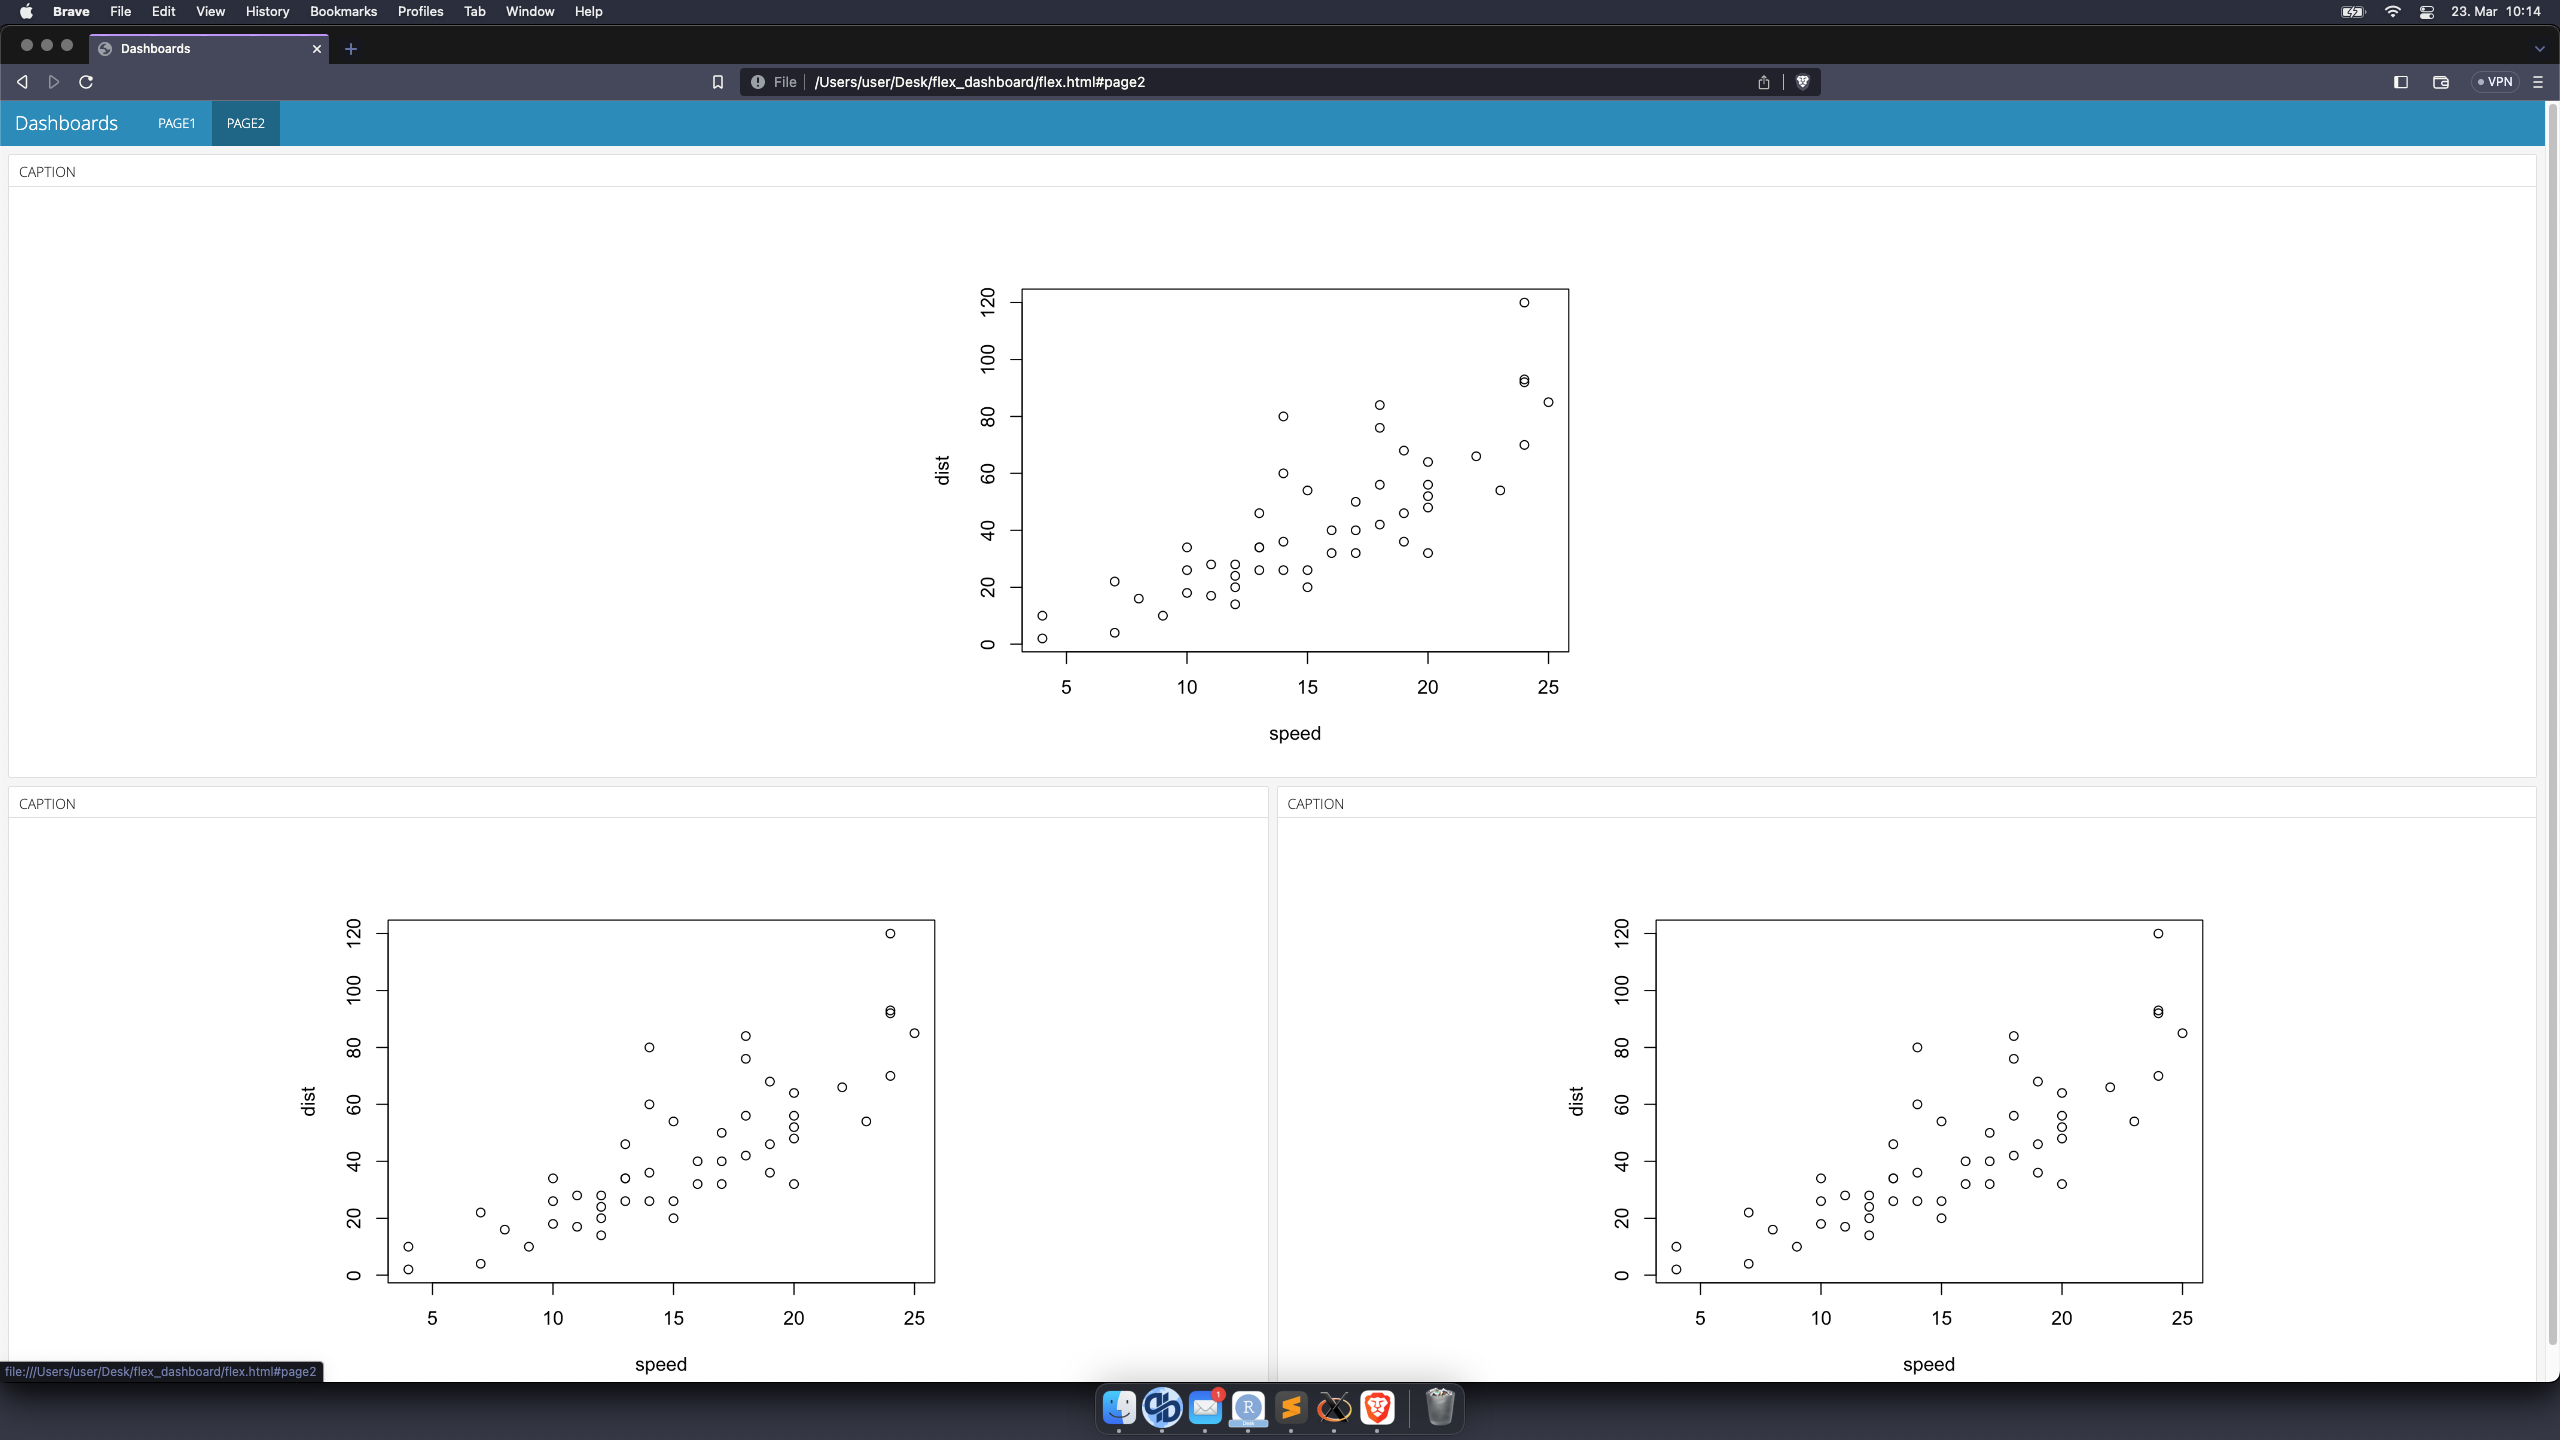 Brave File Edit View History Bookmarks Profiles Tab Window Help 23. Mar 10:14
Dashboards
File /Users/user/Desk/flex_dashboard/flex.html#page2 VPN
Dashboards PAGE1 PAGE2
CAPTION
120
100
80
60
40
20
0
dist
5 10 15 20 25
speed
CAPTION
120
100
80
60
40
20
0
dist
5 10 15 20 25
speed
CAPTION
120
100
80
60
40
20
0
dist
5 10 15 20 25
speed
file:///Users/user/Desk/flex_dashboard/flex.html#page2
1
R